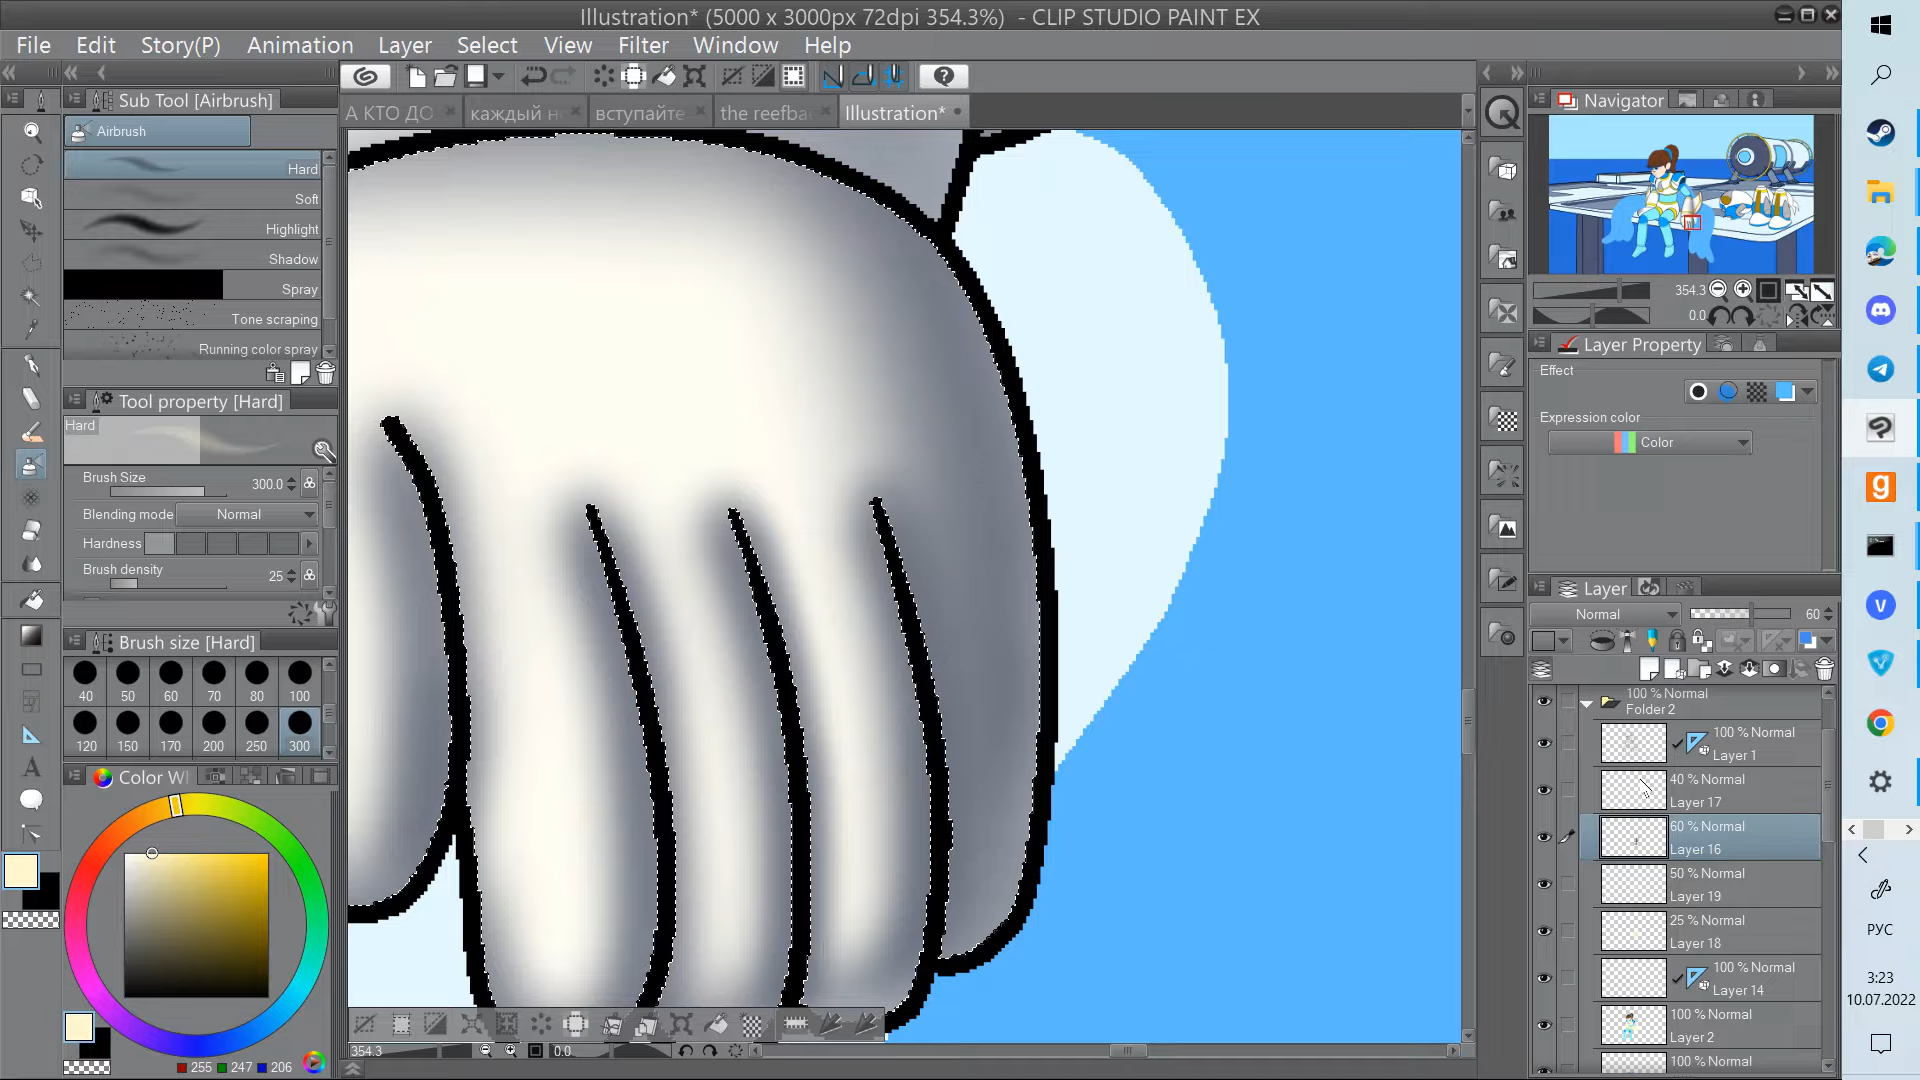 Illustration* (5000 x 3000px 72dpi 354.3%) - CLIP STUDIO PAINT EX
File Edit Story(P) Animation Layer Select View Filter Window Help
Sub Tool [Airbrush]
Airbrush
Hard
Soft
Highlight
Shadow
Spray
Tone scraping
Running color spray
Tool property [Hard]
Hard
Brush Size 300.0
Blending mode Normal
Hardness
Brush density 25
Brush size [Hard]
40 50 60 70 80 100
120 150 170 200 250 300
Color Wl
255 247 206
А КТО ДО
каждый н
вступайте
the reefba
Illustration*
354.3 0.0
Navigator
354.3
0.0
Layer Property
Effect
Expression color
Color
Layer
Normal 60
100 % Normal
Folder 2
100 % Normal
Layer 1
40 % Normal
Layer 17
60 % Normal
Layer 16
50 % Normal
Layer 19
25 % Normal
Layer 18
100 % Normal
Layer 14
100 % Normal
Layer 2
100 % Normal
РУС
3:23
10.07.2022